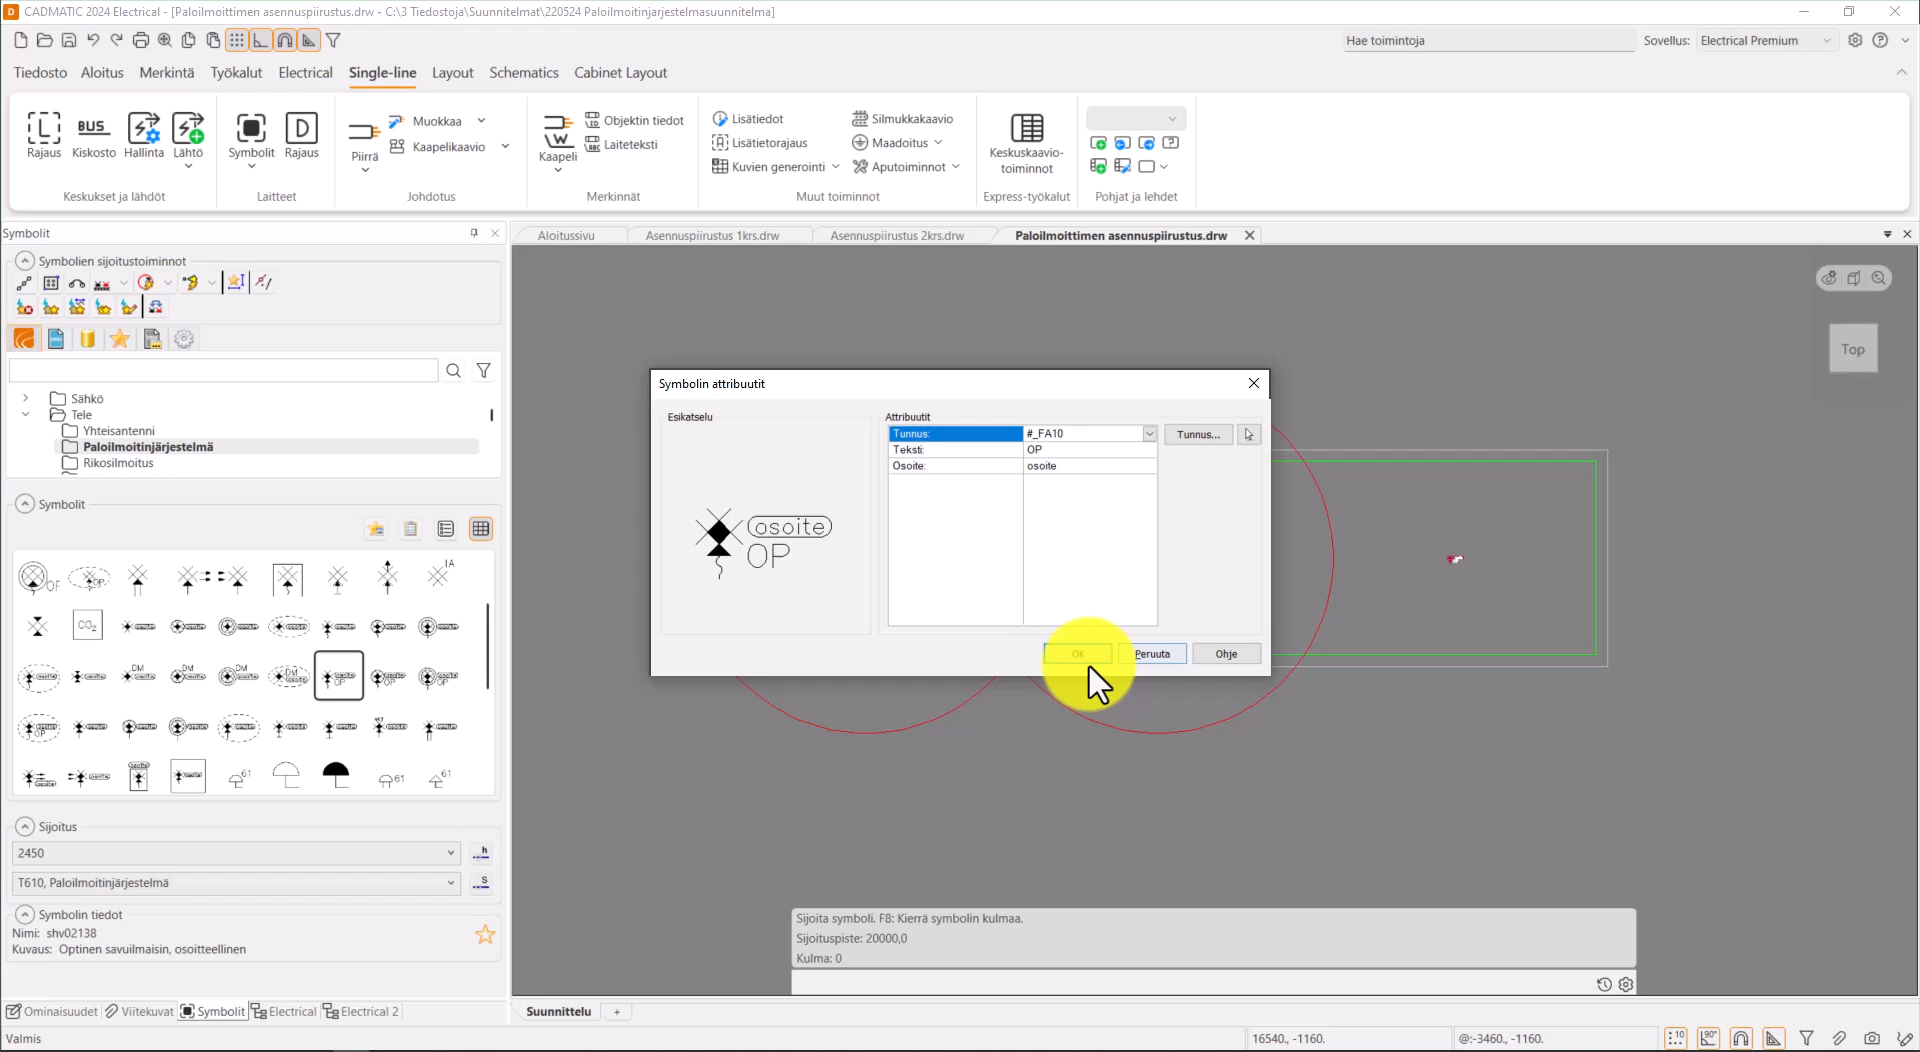 CADMATIC 2024 Electrical - [Paloilmoittimen asennuspiirustus.drw - C:\3 Tiedostoja\Suunnitelmat\220524 Paloilmoitinjarjestelmasuunnitelma]
Hae toimintoja
Sovellus: Electrical Premium
Tiedosto Aloitus Merkintä Työkalut Electrical Single-line Layout Schematics Cabinet Layout
Rajaus Kiskosto Hallinta Lähtö
BUS
Keskukset ja lähdöt
Symbolit Rajaus
Laitteet
Piirrä Muokkaa Kaapelikaavio
Johdotus
Kaapeli Objektin tiedot Laiteteksti
Merkinnät
Lisätiedot Silmukkakaavio
Lisätietorajaus Maadoitus
Kuvien generointi Aputoiminnot
Muut toiminnot
Keskuskaavio-
toiminnot
Express-työkalut
Pohjat ja lehdet
Symbolit
Aloitussivu Asennuspiirustus 1krs.drw Asennuspiirustus 2krs.drw Paloilmoittimen asennuspiirustus.drw
Symbolien sijoitustoiminnot
Sähkö
Tele
Yhteisantenni
Paloilmoitinjärjestelmä
Rikosilmoitus
Symbolit
Top
Symbolin attribuutit
Esikatselu
Attribuutit
Tunnus: #_FA10 Tunnus...
Teksti: OP
Osoite: osoite
osoite
OP
OK Peruuta Ohje
Sijoitus
2450
T610, Paloilmoitinjärjestelmä
Symbolin tiedot
Nimi: shv02138
Kuvaus: Optinen savuilmaisin, osoitteellinen
Sijoita symboli. F8: Kierrä symbolin kulmaa.
Sijoituspiste: 20000,0
Kulma: 0
Ominaisuudet Viitekuvat Symbolit Electrical Electrical 2
Suunnittelu +
Valmis
16540., -1160.
@:-3460., -1160.